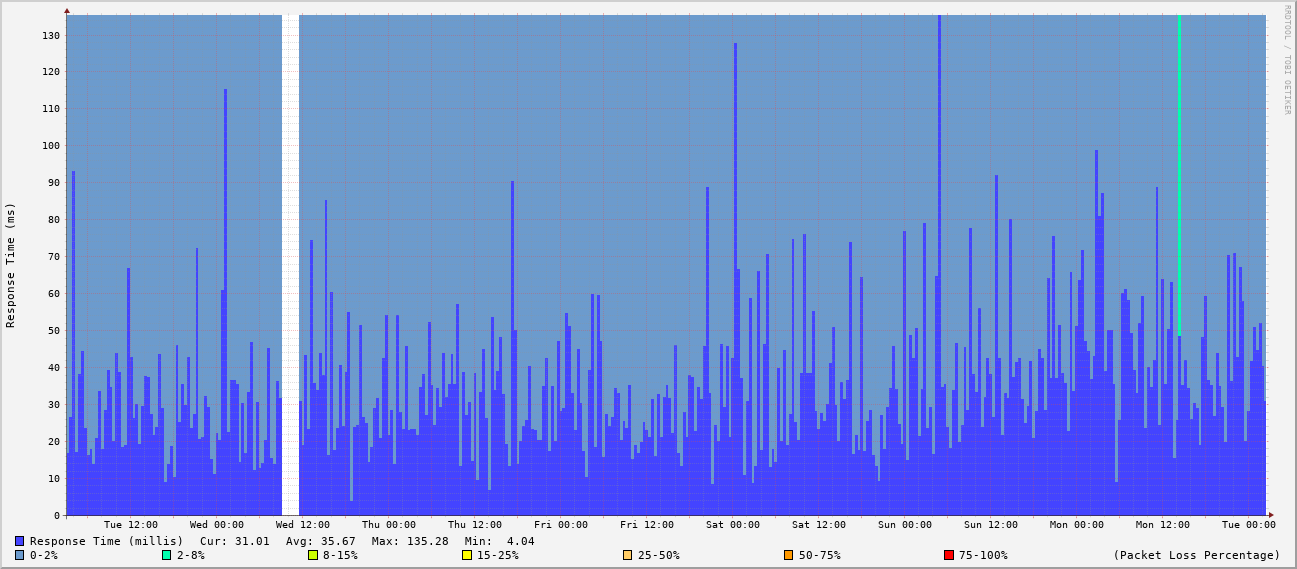 RRDTOOL / TOBI OETIKER
Response Time (ms)
130
120
110
100
90
80
70
60
50
40
30
20
10
0
Tue 12:00 Wed 00:00 Wed 12:00 Thu 00:00 Thu 12:00 Fri 00:00 Fri 12:00 Sat 00:00 Sat 12:00 Sun 00:00 Sun 12:00 Mon 00:00 Mon 12:00 Tue 00:00
Response Time (millis) Cur: 31.01 Avg: 35.67 Max: 135.28 Min: 4.04
0-2% 2-8% 8-15% 15-25% 25-50% 50-75% 75-100% (Packet Loss Percentage)